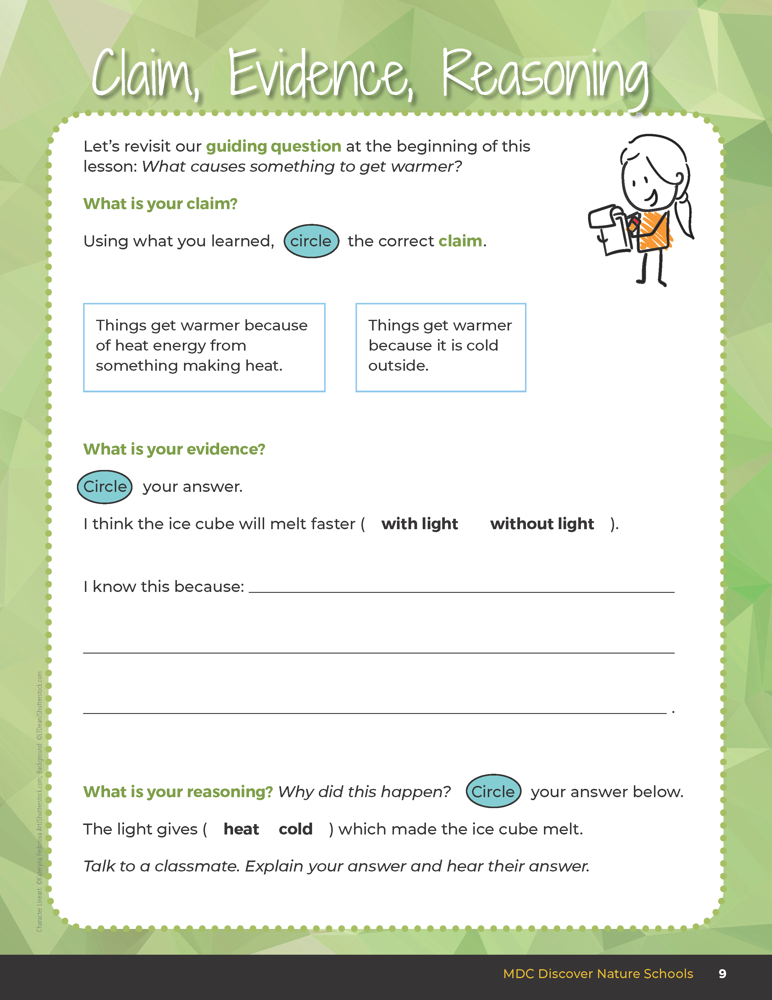 Claim, Evidence, Reasoning
Let's revisit our guiding question at the beginning of this
lesson: What causes something to get warmer?
What is your claim?
Using what you learned, circle the correct claim.
Things get warmer because
of heat energy from
something making heat.
Things get warmer
because it is cold
outside.
What is your evidence?
Circle your answer.
I think the ice cube will melt faster ( with light without light ).
I know this because:
.
What is your reasoning? Why did this happen? Circle your answer below.
The light gives ( heat cold ) which made the ice cube melt.
Talk to a classmate. Explain your answer and hear their answer.
Character Lineart: ©Kateryna Fedorova Art/Shutterstock.com; Background: ©LTDean/Shutterstock.com
MDC Discover Nature Schools 9